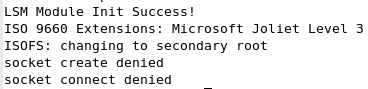 LSM Module Init Success!
ISO 9660 Extensions: Microsoft Joliet Level 3
ISOFS: changing to secondary root
socket create denied
socket connect denied